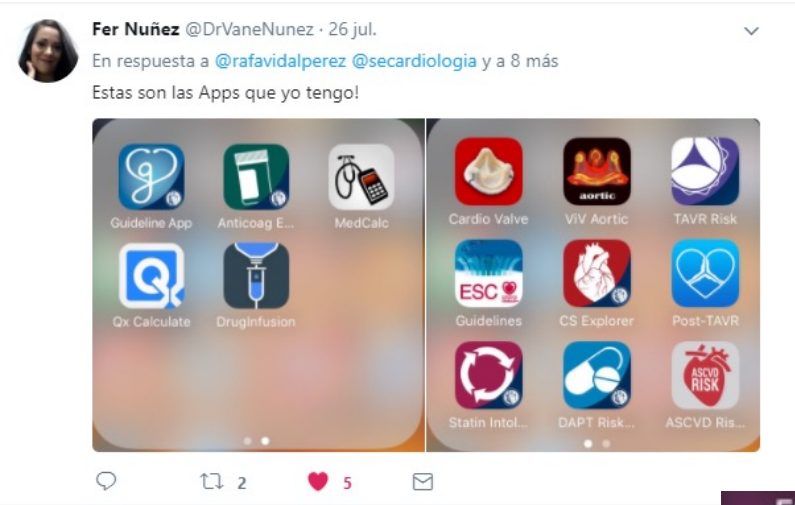 Fer Nuñez @DrVaneNunez · 26 jul.
En respuesta a @rafavidalperez @secardiologia y a 8 más
Estas son las Apps que yo tengo!
Guideline App
Anticoag E...
MedCalc
Qx Calculate
DrugInfusion
Cardio Valve
aortic
ViV Aortic
TAVR Risk
ESC
Guidelines
CS Explorer
Post-TAVR
Statin Intol...
DAPT Risk...
ASCVD
RISK
ASCVD Ris...
2
5